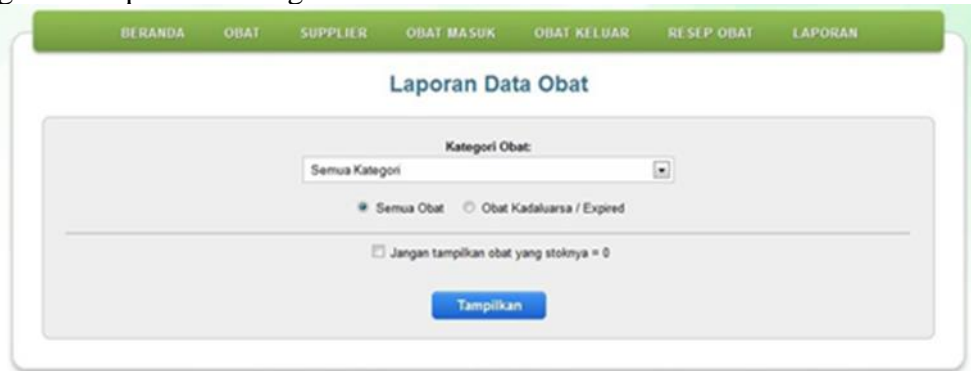 BERANDA OBAT SUPPLIER OBAT MASUK OBAT KELUAR RESEP OBAT LAPORAN
Laporan Data Obat
Kategori Obat:
Semua Kategori
Semua Obat Obat Kadaluarsa / Expired
Jangan tampilkan obat yang stoknya = 0
Tampilkan